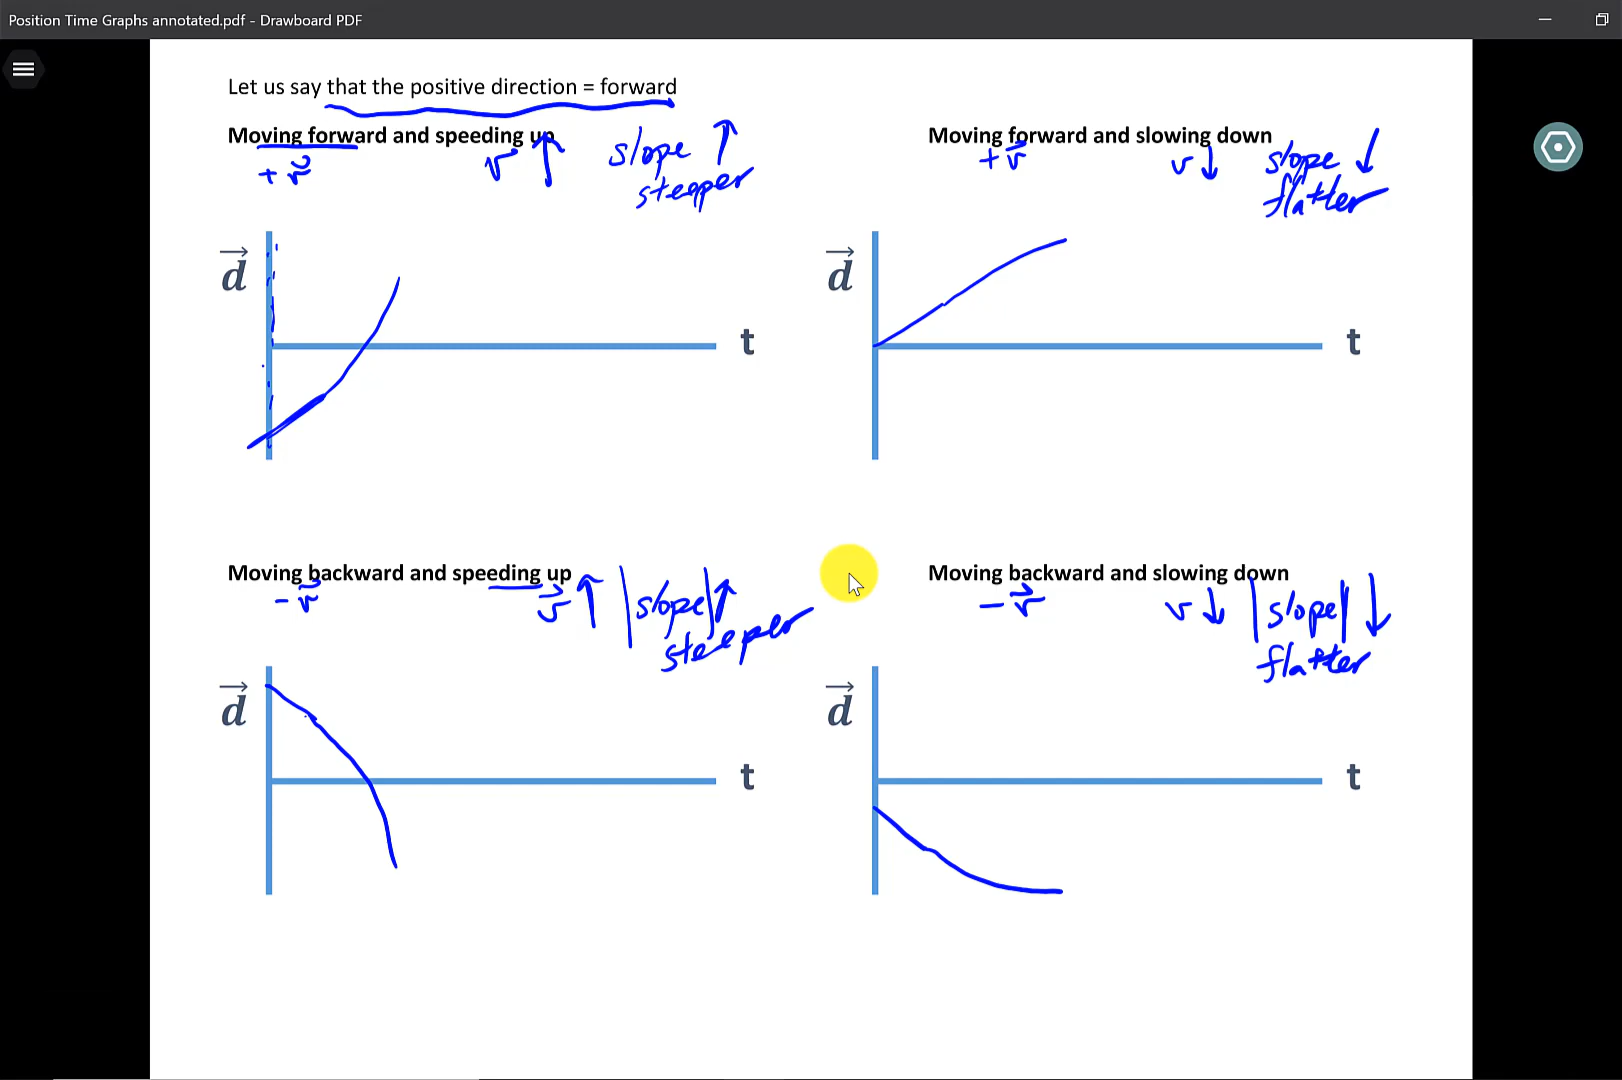 Position Time Graphs annotated.pdf - Drawboard PDF
Let us say that the positive direction = forward
Moving forward and speeding up
+ v⃗ v ↑ slope ↑
steeper
Moving forward and slowing down
+ v⃗ v ↓ slope ↓
flatter
d⃗
t
d⃗
t
Moving backward and speeding up
- v⃗ v⃗ ↑ |slope| ↑
steeper
Moving backward and slowing down
- v⃗ v ↓ |slope| ↓
flatter
d⃗
t
d⃗
t